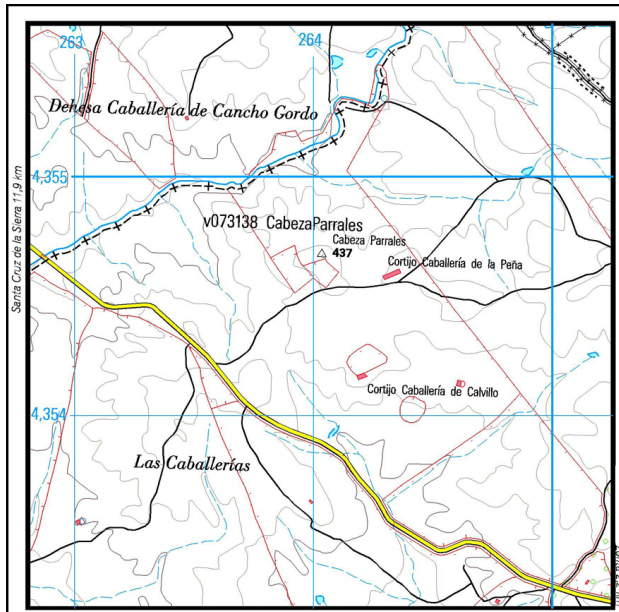 263
264
Dehesa Caballería de Cancho Gordo
4,355
Santa Cruz de la Sierra 11,9 km
v073138 CabezaParrales
Cabeza Parrales
437
Cortijo Caballería de la Peña
Cortijo Caballería de Calvillo
4,354
Las Caballerías